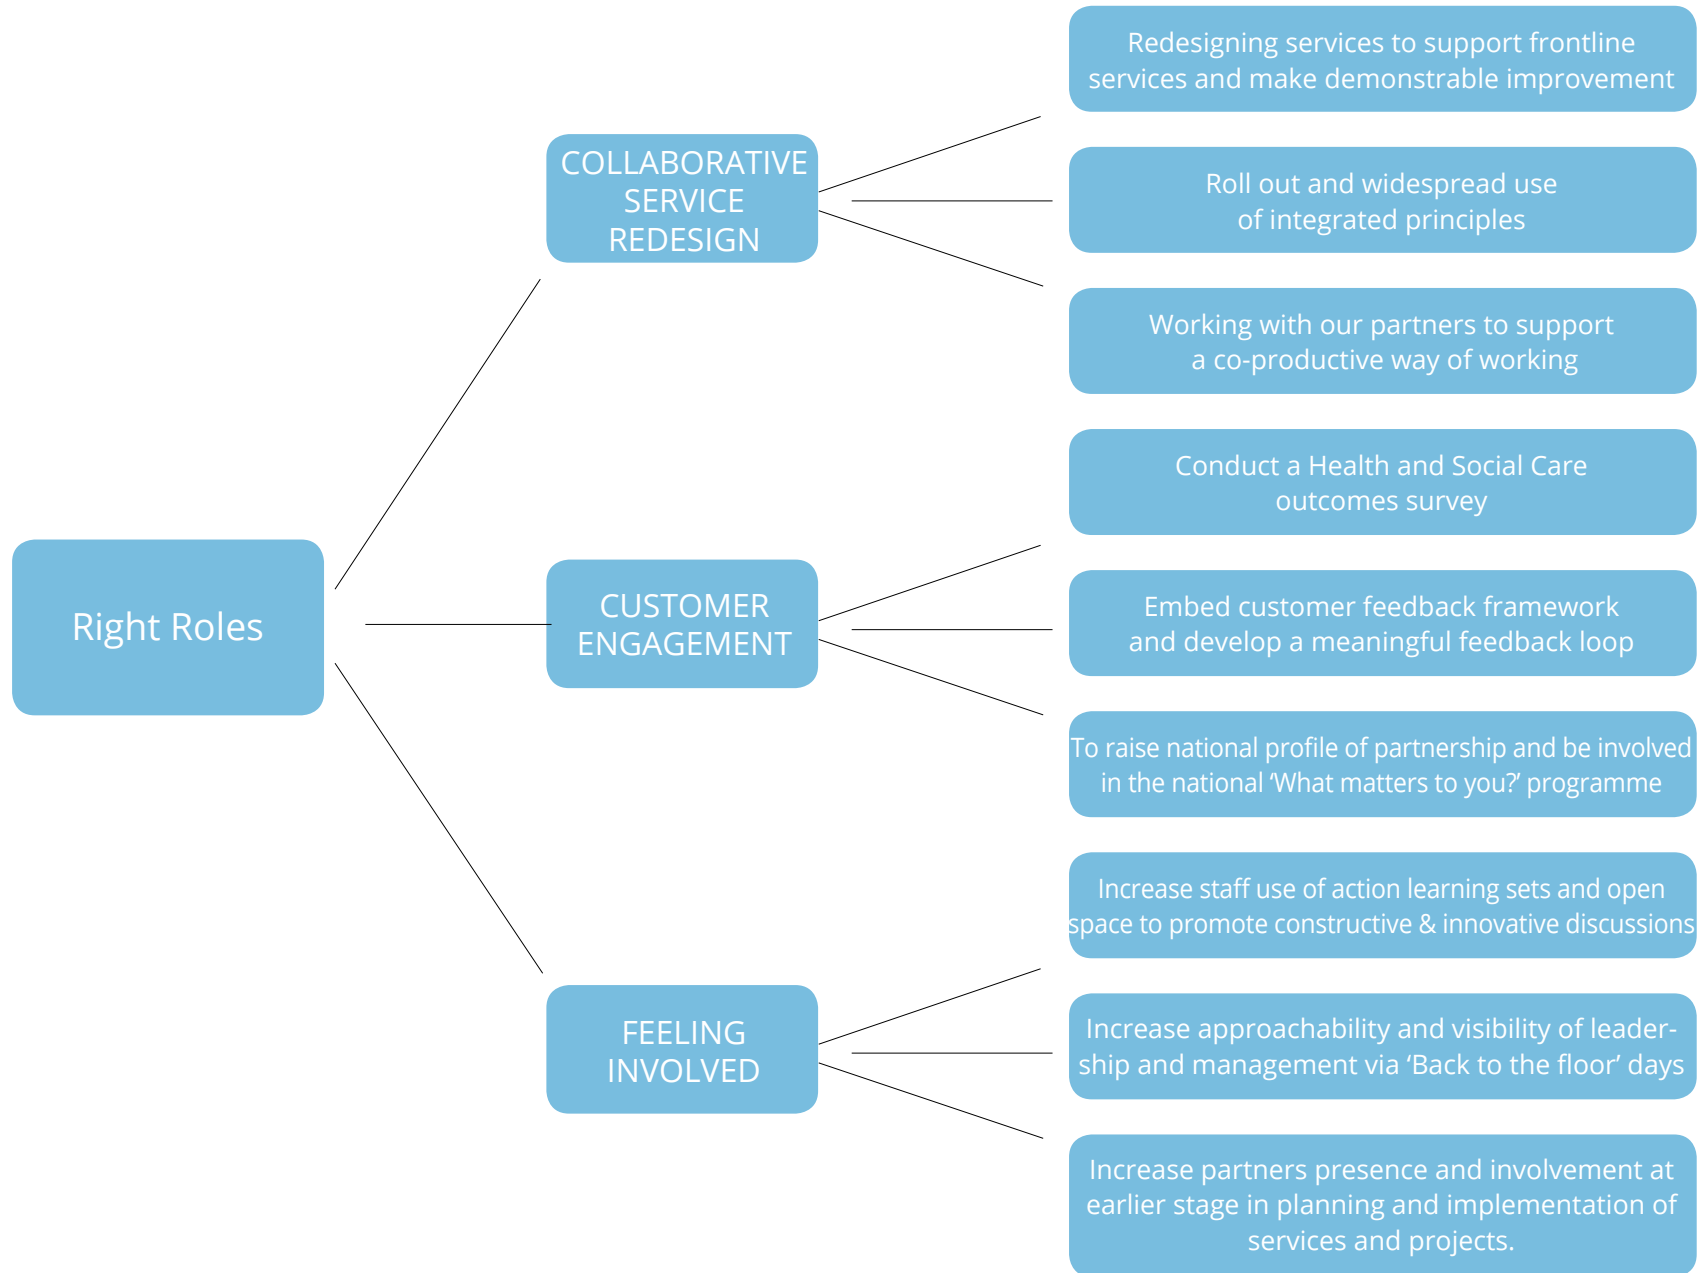 Right Roles
COLLABORATIVE
SERVICE
REDESIGN
Redesigning services to support frontline
services and make demonstrable improvement
Roll out and widespread use
of integrated principles
Working with our partners to support
a co-productive way of working
CUSTOMER
ENGAGEMENT
Conduct a Health and Social Care
outcomes survey
Embed customer feedback framework
and develop a meaningful feedback loop
To raise national profile of partnership and be involved
in the national ‘What matters to you?’ programme
FEELING
INVOLVED
Increase staff use of action learning sets and open
space to promote constructive & innovative discussions
Increase approachability and visibility of leader-
ship and management via ‘Back to the floor’ days
Increase partners presence and involvement at
earlier stage in planning and implementation of
services and projects.